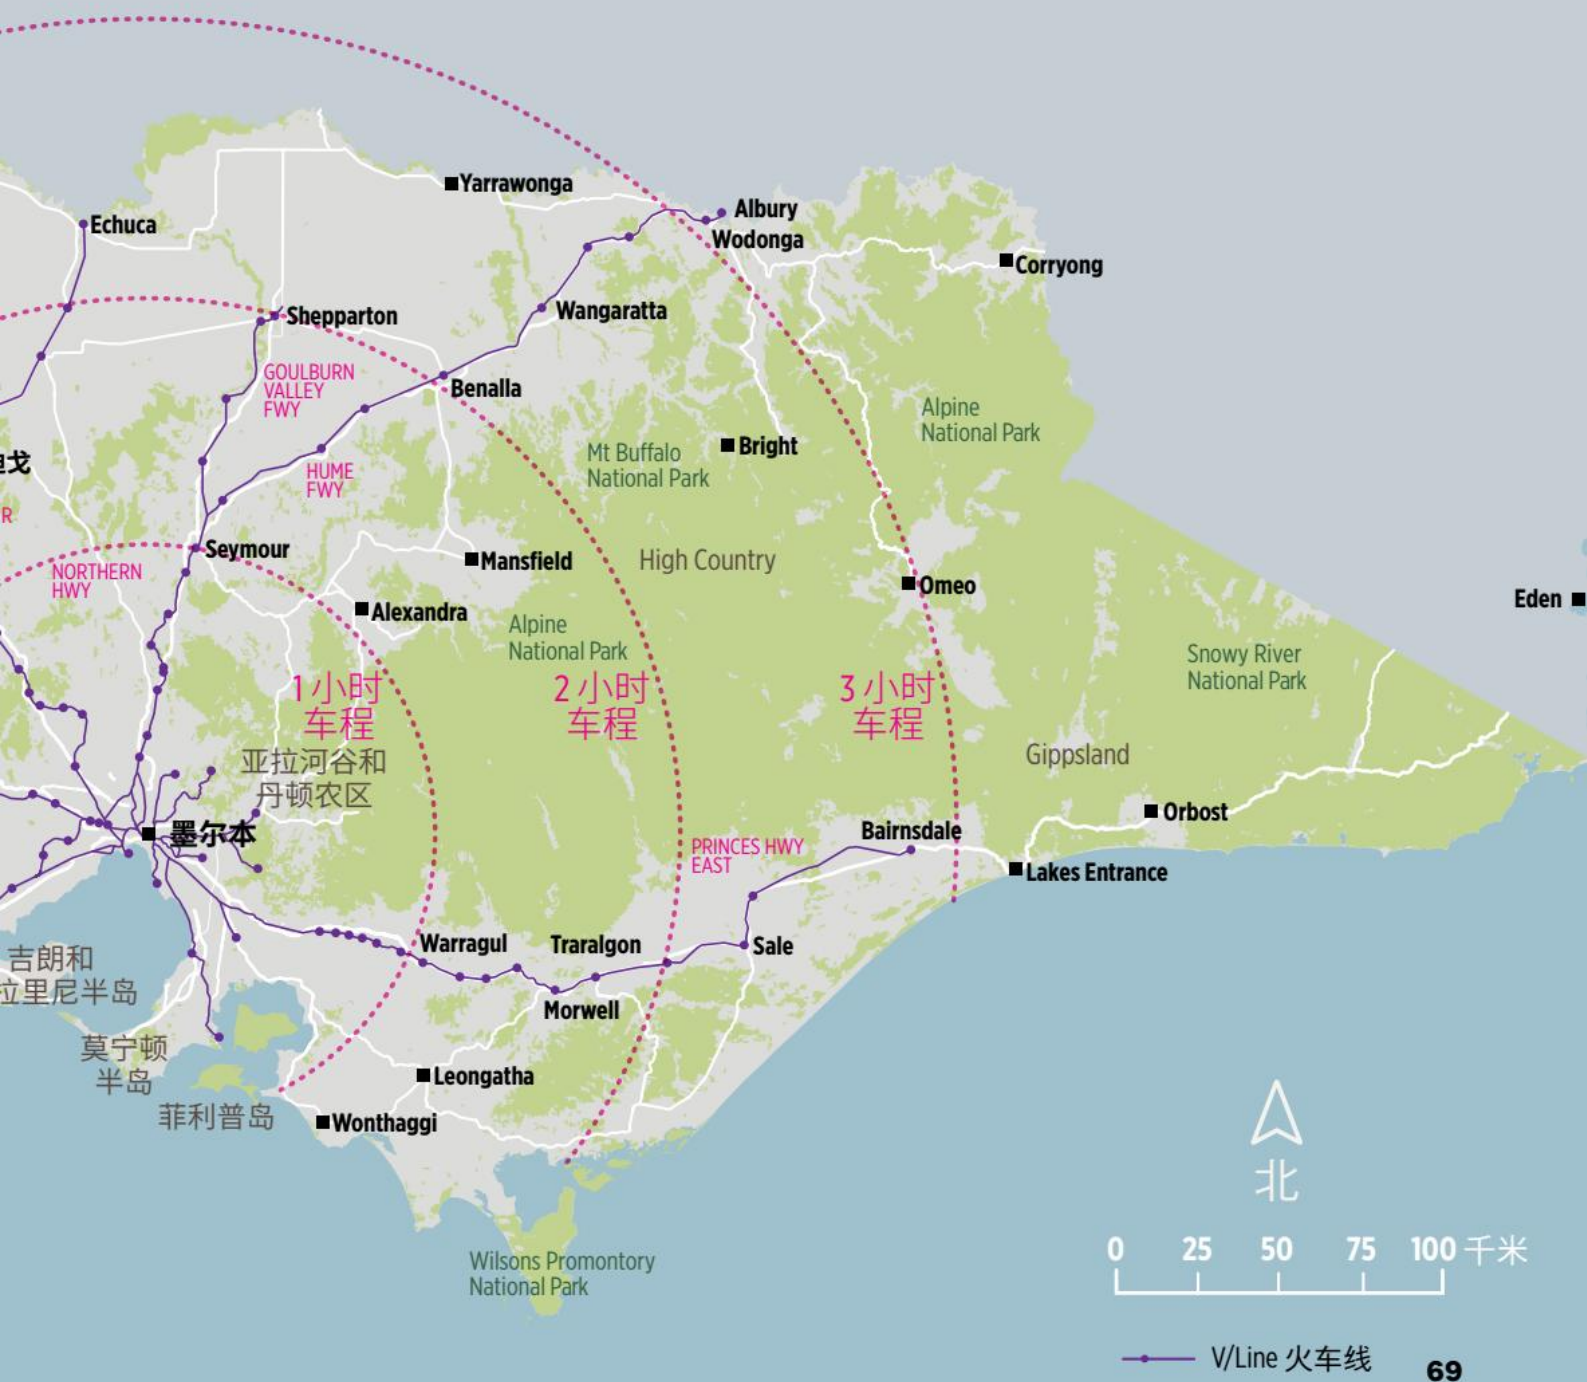 Yarrawonga
Albury
Wodonga
Echuca
Corryong
Shepparton
Wangaratta
GOULBURN
VALLEY
FWY
Benalla
Alpine
National Park
Mt Buffalo
National Park
Bright
戈
HUME
FWY
R
Seymour
Mansfield
High Country
NORTHERN
HWY
Omeo
Eden
Alexandra
Alpine
National Park
Snowy River
National Park
1 小时
车程
2 小时
车程
3 小时
车程
亚拉河谷和
丹顿农区
Gippsland
墨尔本
Orbost
Bairnsdale
PRINCES HWY
EAST
Lakes Entrance
Warragul
Traralgon
Sale
吉朗和
拉里尼半岛
Morwell
莫宁顿
半岛
Leongatha
菲利普岛
Wonthaggi
北
Wilsons Promontory
National Park
0 25 50 75 100 千米
V/Line 火车线
69